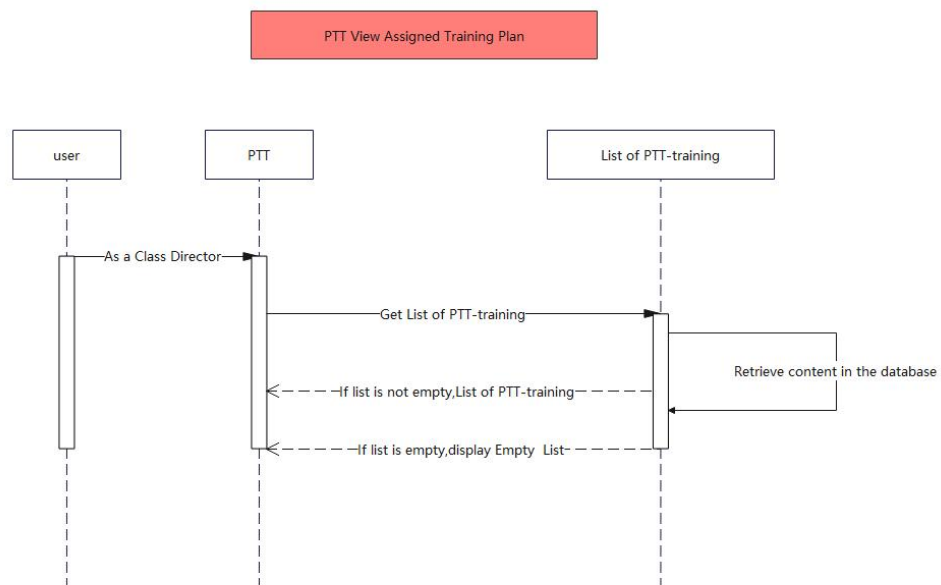 PTT View Assigned Training Plan
user
PTT
List of PTT-training
As a Class Director
Get List of PTT-training
Retrieve content in the database
If list is not empty,List of PTT-training
If list is empty,display Empty  List